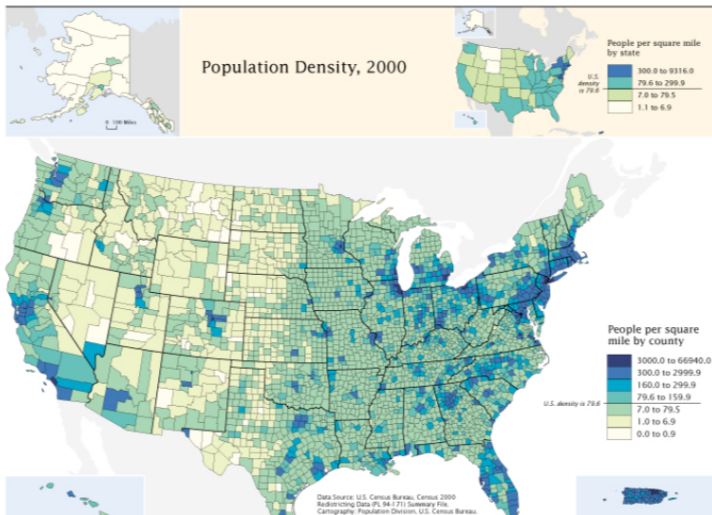 Population Density, 2000
0 100 Miles
People per square mile
by state
U.S.
density
is 79.6
300.0 to 9316.0
79.6 to 299.9
7.0 to 79.5
1.1 to 6.9
People per square
mile by county
3000.0 to 66940.0
300.0 to 2999.9
160.0 to 299.9
79.6 to 159.9
U.S. density is 79.6
7.0 to 79.5
1.0 to 6.9
0.0 to 0.9
Data Source: U.S. Census Bureau, Census 2000
Redistricting Data (PL 94-171) Summary File.
Cartography: Population Division, U.S. Census Bureau.